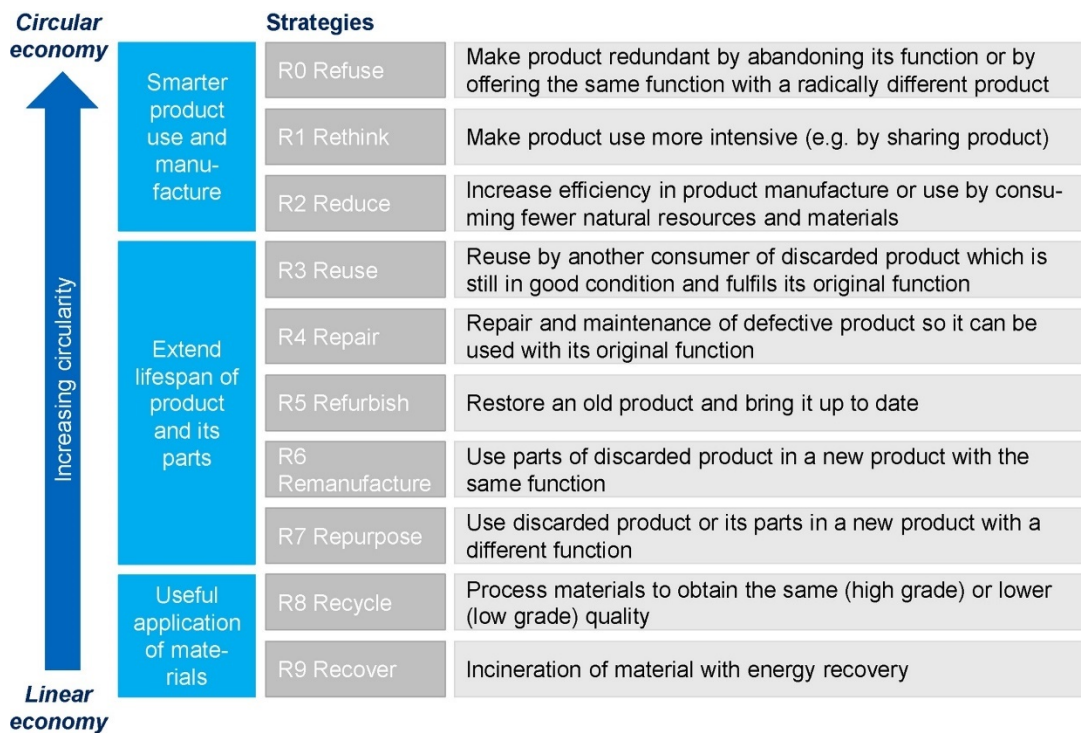 Circular
economy
Strategies
Increasing circularity
Linear
economy
Smarter
product
use and
manu-
facture
R0 Refuse
Make product redundant by abandoning its function or by
offering the same function with a radically different product
R1 Rethink
Make product use more intensive (e.g. by sharing product)
R2 Reduce
Increase efficiency in product manufacture or use by consu-
ming fewer natural resources and materials
Extend
lifespan of
product
and its
parts
R3 Reuse
Reuse by another consumer of discarded product which is
still in good condition and fulfils its original function
R4 Repair
Repair and maintenance of defective product so it can be
used with its original function
R5 Refurbish
Restore an old product and bring it up to date
R6
Remanufacture
Use parts of discarded product in a new product with the
same function
R7 Repurpose
Use discarded product or its parts in a new product with a
different function
Useful
application
of mate-
rials
R8 Recycle
Process materials to obtain the same (high grade) or lower
(low grade) quality
R9 Recover
Incineration of material with energy recovery